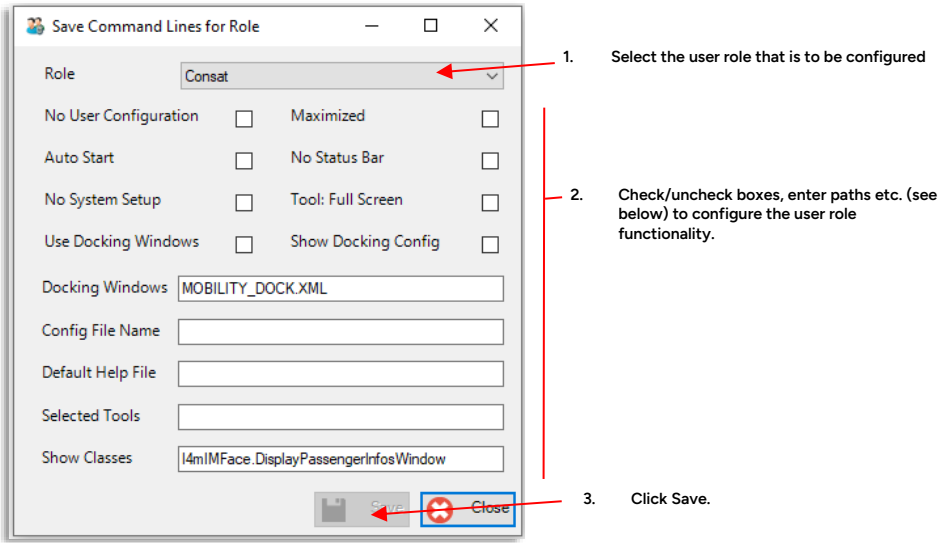 Save Command Lines for Role
Role
Consat
1. Select the user role that is to be configured
No User Configuration
Maximized
Auto Start
No Status Bar
No System Setup
Tool: Full Screen
2. Check/uncheck boxes, enter paths etc. (see
below) to configure the user role
functionality.
Use Docking Windows
Show Docking Config
Docking Windows
MOBILITY_DOCK.XML
Config File Name
Default Help File
Selected Tools
Show Classes
I4mIMFace.DisplayPassengerInfosWindow
Save
Close
3. Click Save.